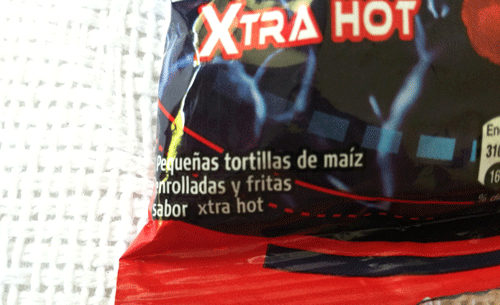 XTRA HOT
Pequeñas tortillas de maíz
enrolladas y fritas
sabor xtra hot